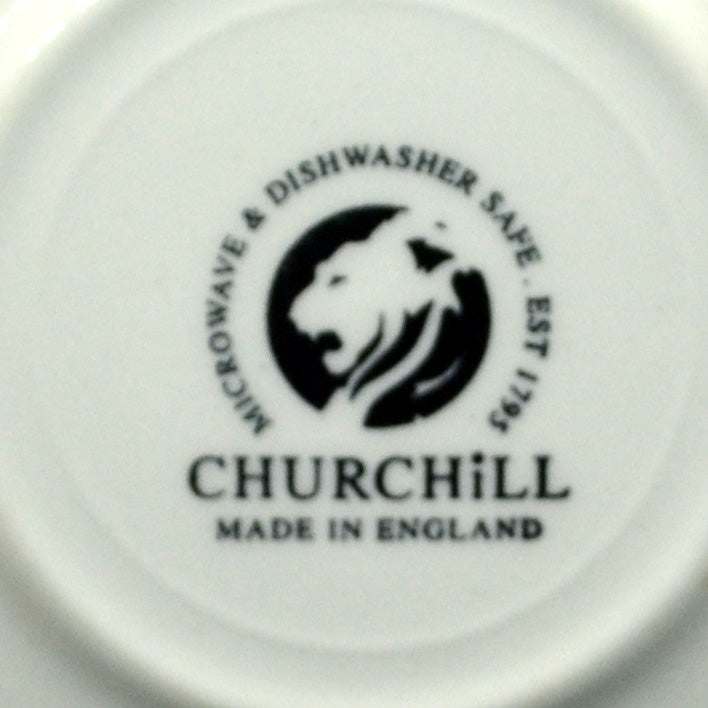 MICROWAVE & DISHWASHER SAFE . EST 1795
CHURCHiLL
MADE IN ENGLAND